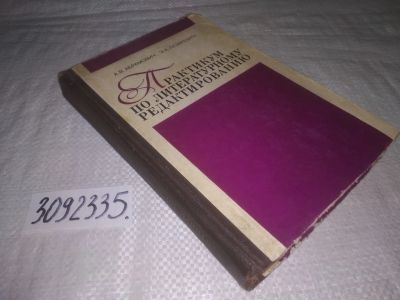 ПРАКТИКУМ
ПО ЛИТЕРАТУРНОМУ
РЕДАКТИРОВАНИЮ
3092335.